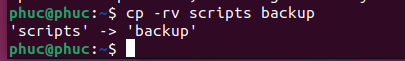 phuc@phuc:~$ cp -rv scripts backup
'scripts' -> 'backup'
phuc@phuc:~$